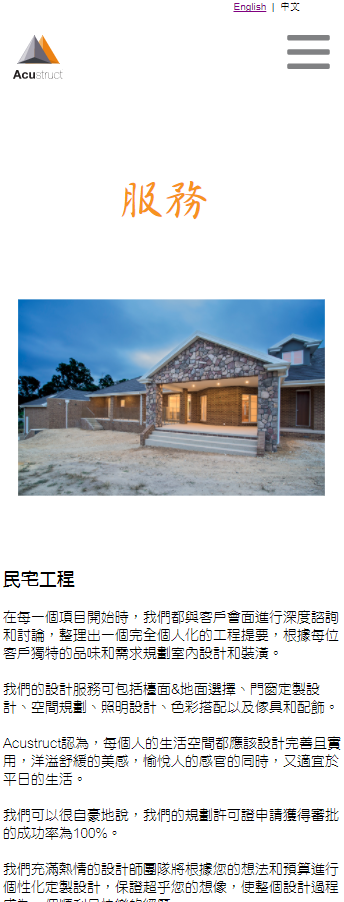 English | 中文
Acustruct
服務
民宅工程
在每一個項目開始時，我們都與客戶會面進行深度諮詢
和討論，整理出一個完全個人化的工程提要，根據每位
客戶獨特的品味和需求規劃室內設計和裝潢。
我們的設計服務可包括檯面&地面選擇、門窗定製設
計、空間規劃、照明設計、色彩搭配以及傢具和配飾。
Acustruct認為，每個人的生活空間都應該設計完善且實
用，洋溢舒緩的美感，愉悅人的感官的同時，又適宜於
平日的生活。
我們可以很自豪地說，我們的規劃許可證申請獲得審批
的成功率為100%。
我們充滿熱情的設計師團隊將根據您的想法和預算進行
個性化定製設計，保證超乎您的想像，使整個設計過程